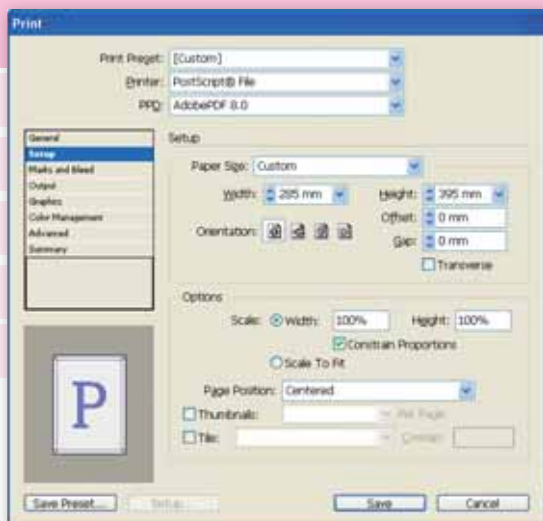 Print
Print Preset: [Custom]
Printer: PostScript® File
PPD: AdobePDF 8.0
General
Setup
Marks and Bleed
Output
Graphics
Color Management
Advanced
Summary
Setup
Paper Size: Custom
Width: 285 mm Height: 395 mm
Orientation: Offset: 0 mm
Gap: 0 mm
Transverse
Options
Scale: Width: 100% Height: 100%
Constrain Proportions
Scale To Fit
Page Position: Centered
Thumbnails: Per Page
Tile: Overlap:
P
Save Preset... Setup... Save Cancel